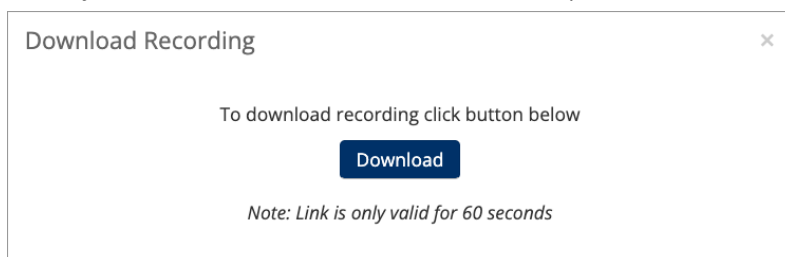 Download Recording ×
To download recording click button below
Download
Note: Link is only valid for 60 seconds